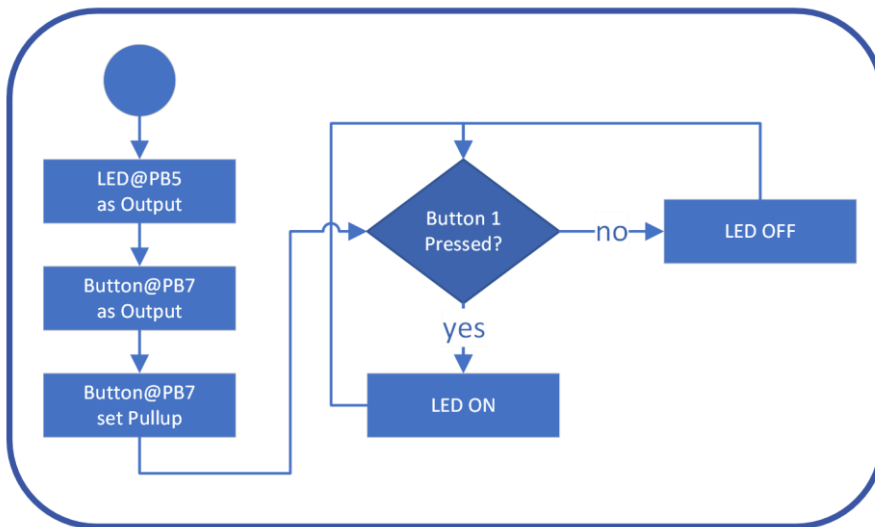 LED@PB5
as Output
Button@PB7
as Output
Button@PB7
set Pullup
Button 1
Pressed?
no
LED OFF
yes
LED ON